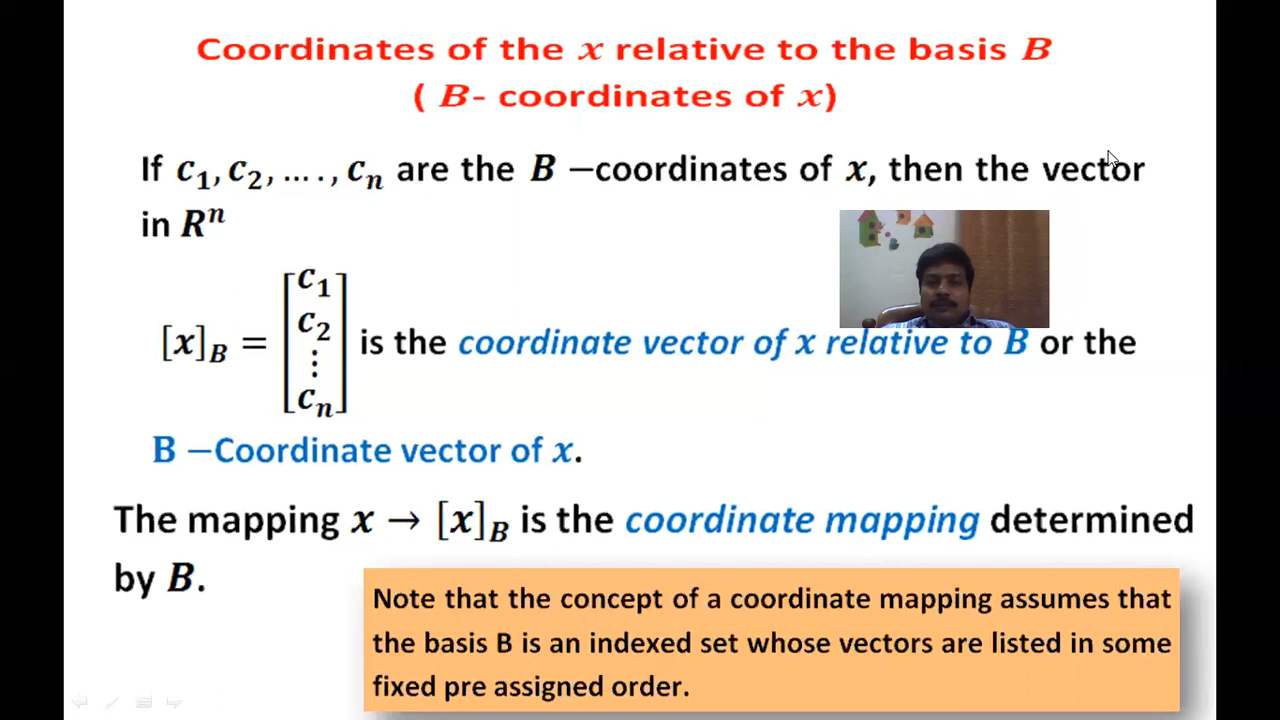 Coordinates of the x relative to the basis B
( B- coordinates of x)
If c₁, c₂, …. , cₙ are the B −coordinates of x, then the vector
in Rⁿ
[x]_B = [c₁ c₂ ⋮ cₙ] is the coordinate vector of x relative to B or the
B −Coordinate vector of x.
The mapping x → [x]_B is the coordinate mapping determined
by B.
Note that the concept of a coordinate mapping assumes that
the basis B is an indexed set whose vectors are listed in some
fixed pre assigned order.